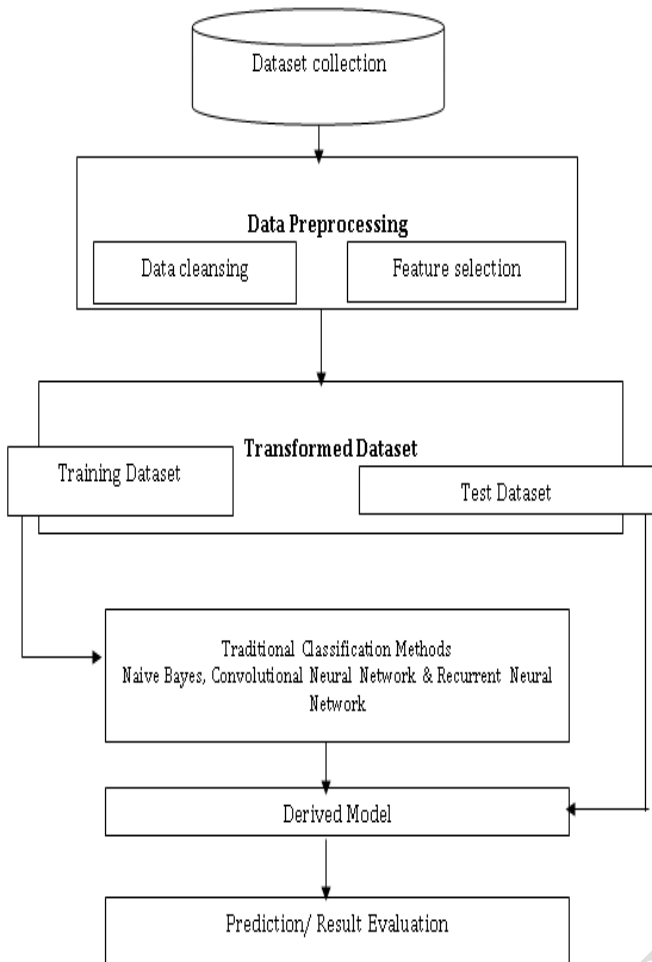 Dataset collection
Data Preprocessing
Data cleansing
Feature selection
Transformed Dataset
Training Dataset
Test Dataset
Traditional Classification Methods
Naive Bayes, Convolutional Neural Network & Recurrent Neural
Network
Derived Model
Prediction/ Result Evaluation